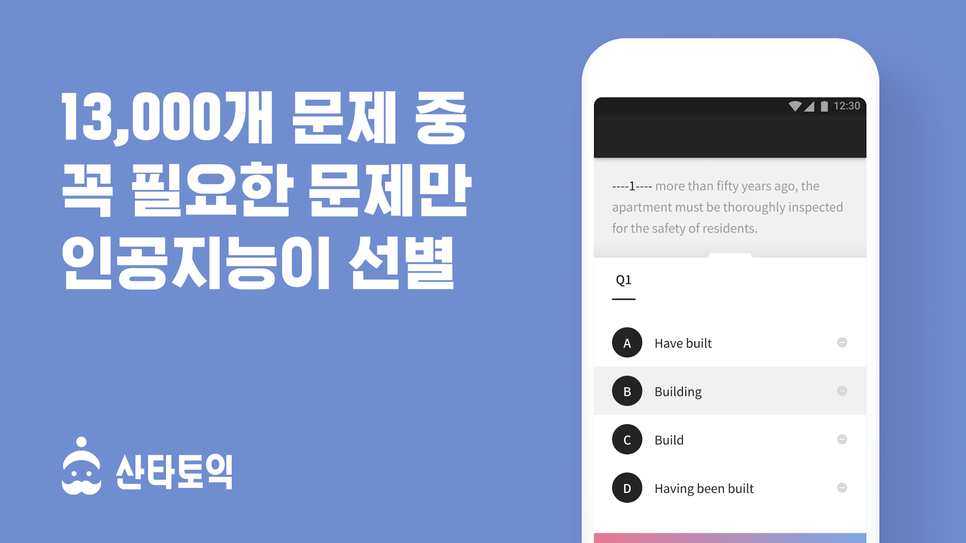 13,000개 문제 중
꼭 필요한 문제만
인공지능이 선별
산타토익
12:30
----1---- more than fifty years ago, the
apartment must be thoroughly inspected
for the safety of residents.
Q1
A Have built
B Building
C Build
D Having been built